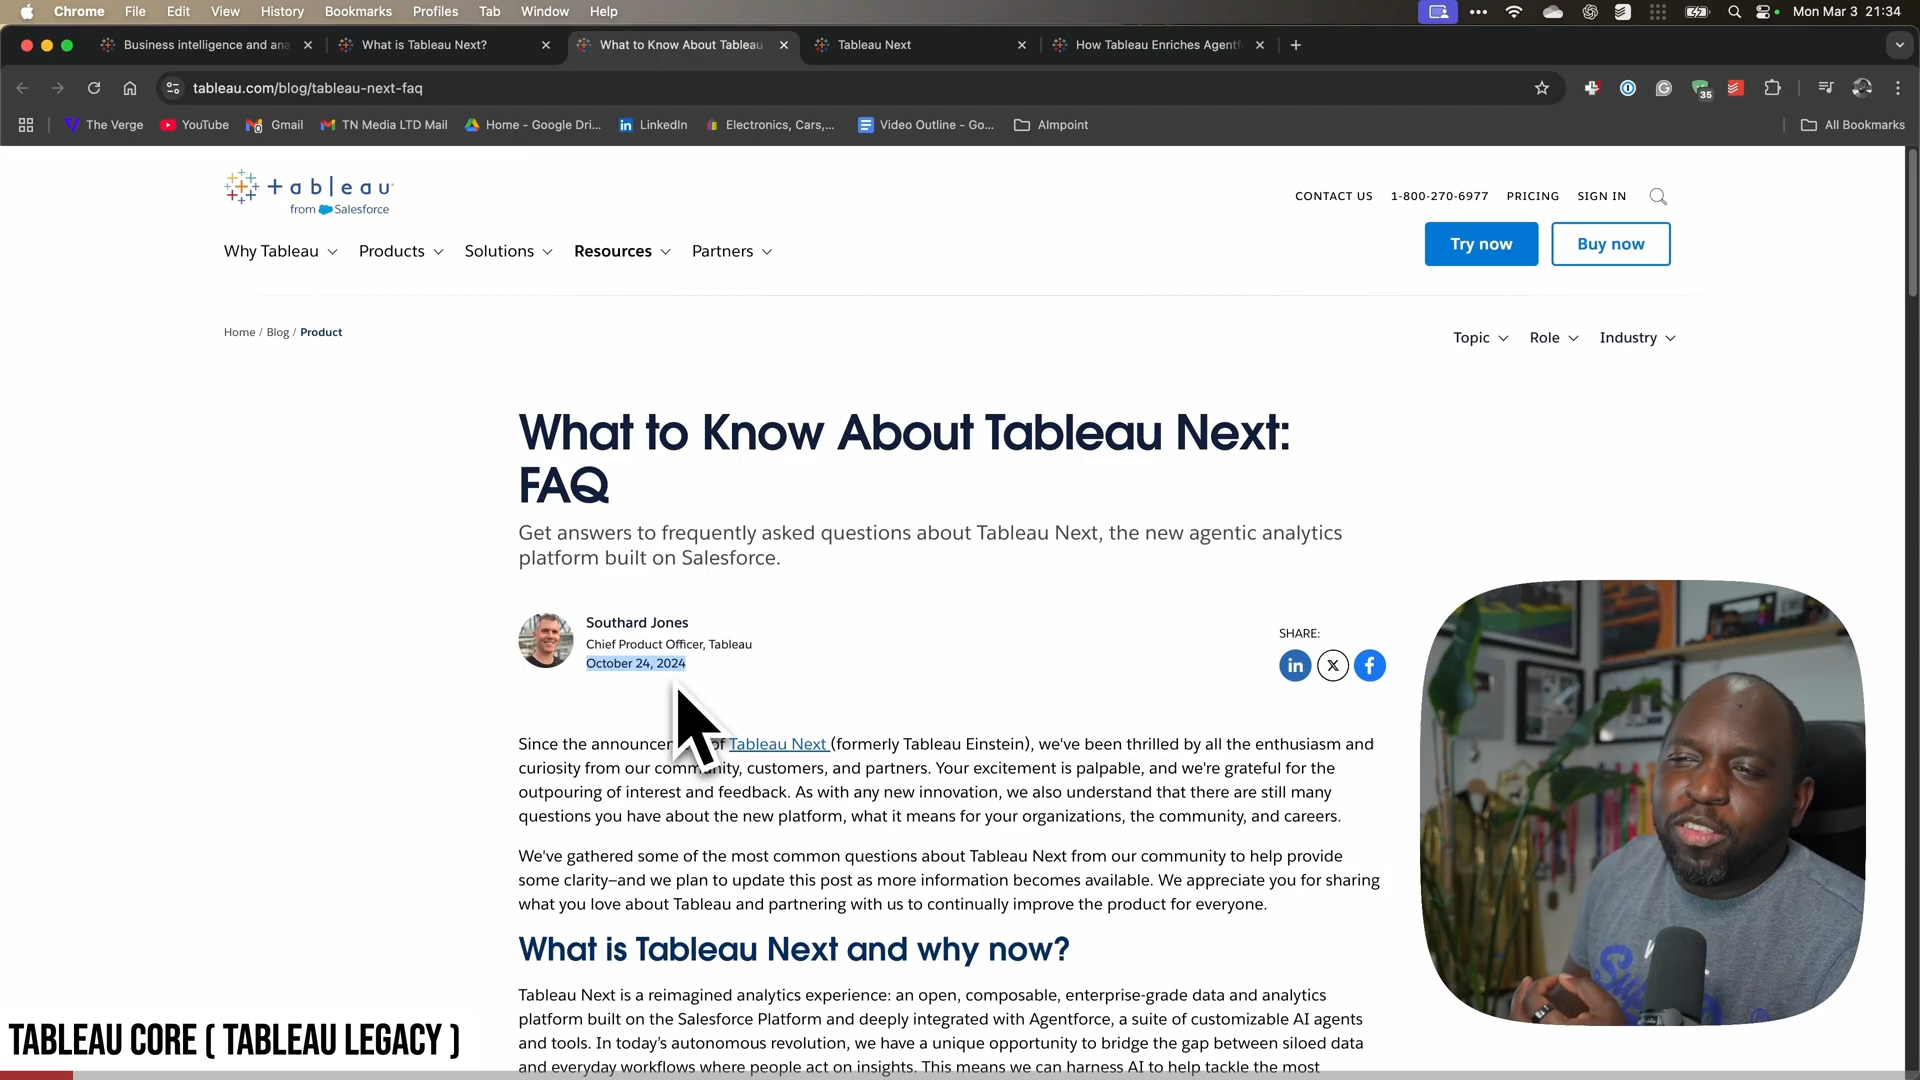 Chrome File Edit View History Bookmarks Profiles Tab Window Help
Mon Mar 3 21:34
Business intelligence and ana
What is Tableau Next?
What to Know About Tableau
Tableau Next
How Tableau Enriches Agentf
tableau.com/blog/tableau-next-faq
35
The Verge YouTube Gmail TN Media LTD Mail Home - Google Dri... LinkedIn Electronics, Cars,... Video Outline - Go... AImpoint All Bookmarks
+ableau
from Salesforce
CONTACT US 1-800-270-6977 PRICING SIGN IN
Why Tableau Products Solutions Resources Partners
Try now Buy now
Home / Blog / Product
Topic Role Industry
What to Know About Tableau Next:
FAQ
Get answers to frequently asked questions about Tableau Next, the new agentic analytics
platform built on Salesforce.
Southard Jones
Chief Product Officer, Tableau
October 24, 2024
SHARE:
in X f
Since the announcem of Tableau Next (formerly Tableau Einstein), we've been thrilled by all the enthusiasm and
curiosity from our community, customers, and partners. Your excitement is palpable, and we're grateful for the
outpouring of interest and feedback. As with any new innovation, we also understand that there are still many
questions you have about the new platform, what it means for your organizations, the community, and careers.
We've gathered some of the most common questions about Tableau Next from our community to help provide
some clarity—and we plan to update this post as more information becomes available. We appreciate you for sharing
what you love about Tableau and partnering with us to continually improve the product for everyone.
What is Tableau Next and why now?
Tableau Next is a reimagined analytics experience: an open, composable, enterprise-grade data and analytics
platform built on the Salesforce Platform and deeply integrated with Agentforce, a suite of customizable AI agents
and tools. In today's autonomous revolution, we have a unique opportunity to bridge the gap between siloed data
and everyday workflows where people act on insights. This means we can harness AI to help tackle the most
TABLEAU CORE ( TABLEAU LEGACY )